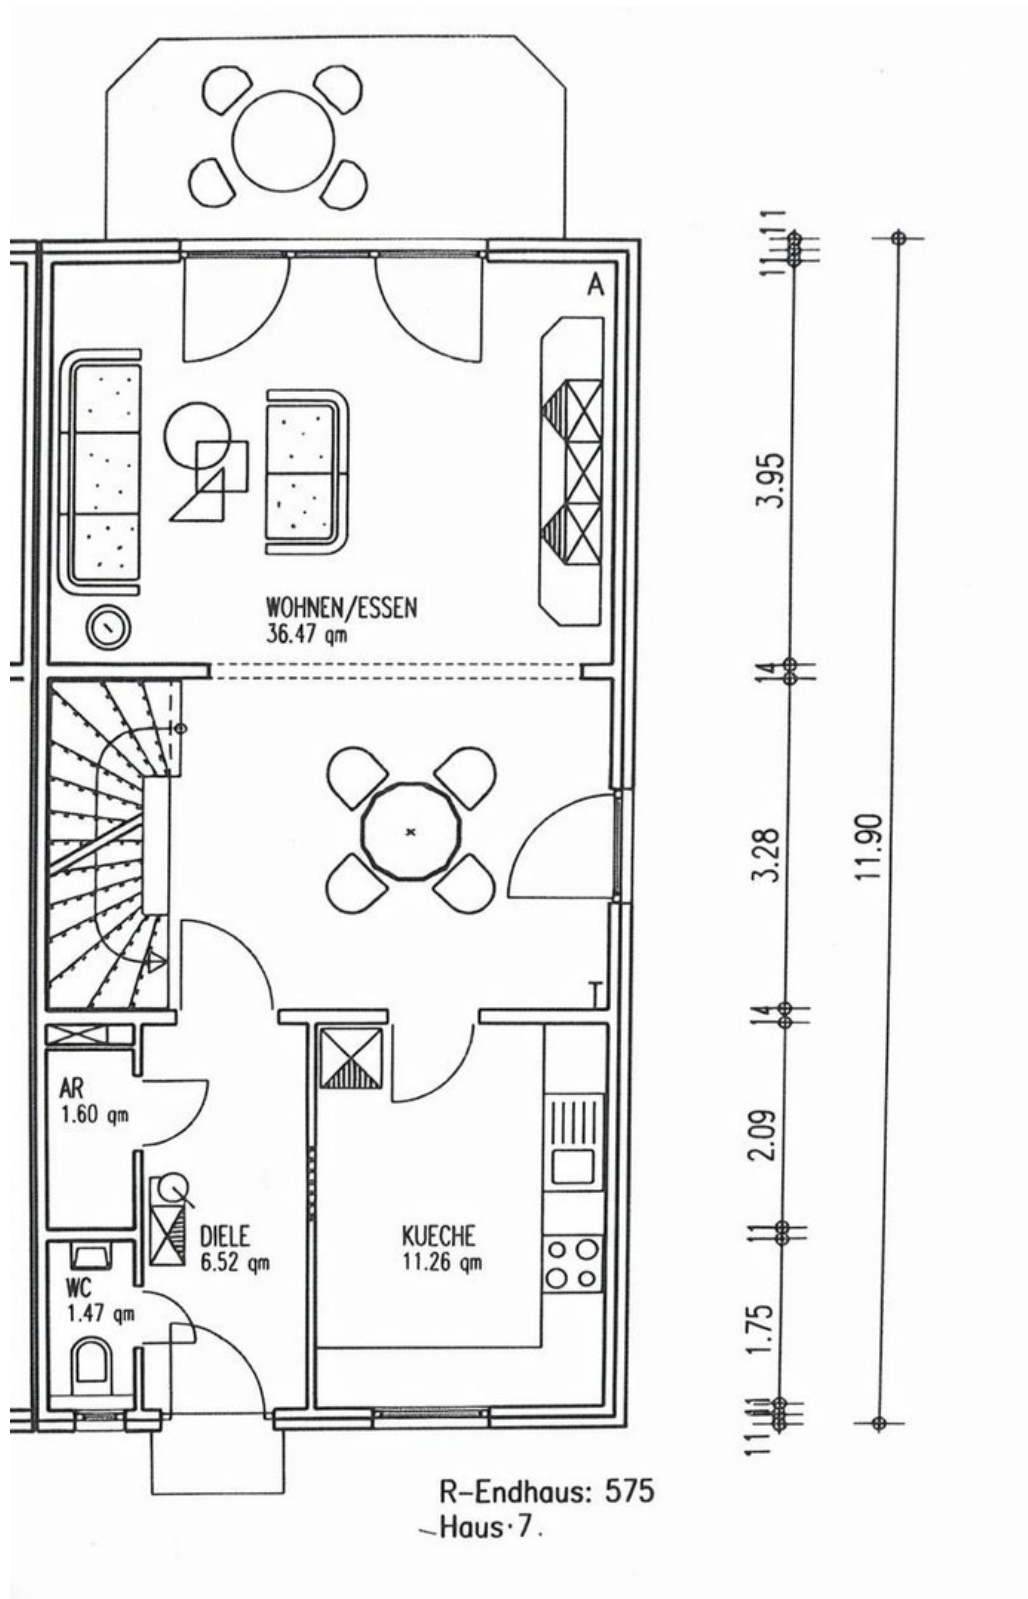 A
WOHNEN/ESSEN
36.47 qm
T
AR
1.60 qm
DIELE
6.52 qm
KUECHE
11.26 qm
WC
1.47 qm
11
11
3.95
14
3.28
14
2.09
11
1.75
11
11
11.90
R-Endhaus: 575
Haus·7.